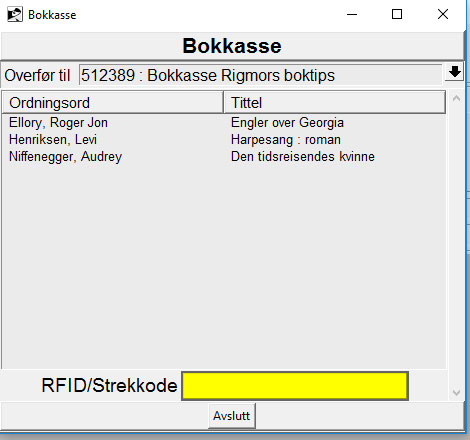 Bokkasse
Bokkasse
Overfør til 512389 : Bokkasse Rigmors boktips
Ordningsord Tittel
Ellory, Roger Jon Engler over Georgia
Henriksen, Levi Harpesang : roman
Niffenegger, Audrey Den tidsreisendes kvinne
RFID/Strekkode
Avslutt